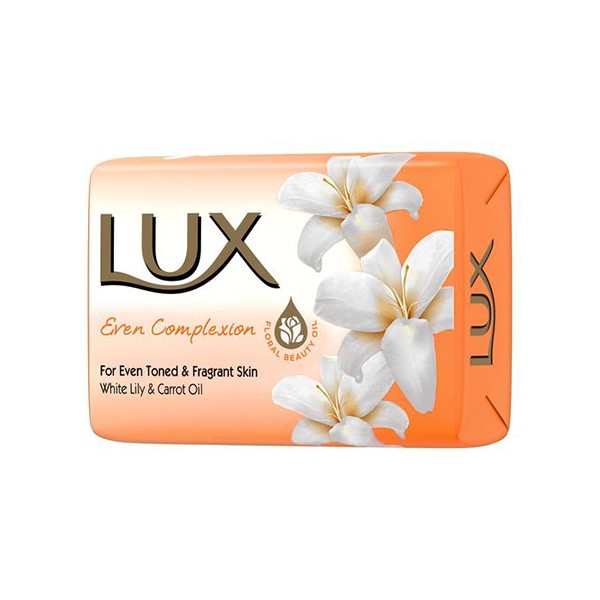 LUX
Even Complexion
FLORAL BEAUTY OIL
For Even Toned & Fragrant Skin
White Lily & Carrot Oil
LUX